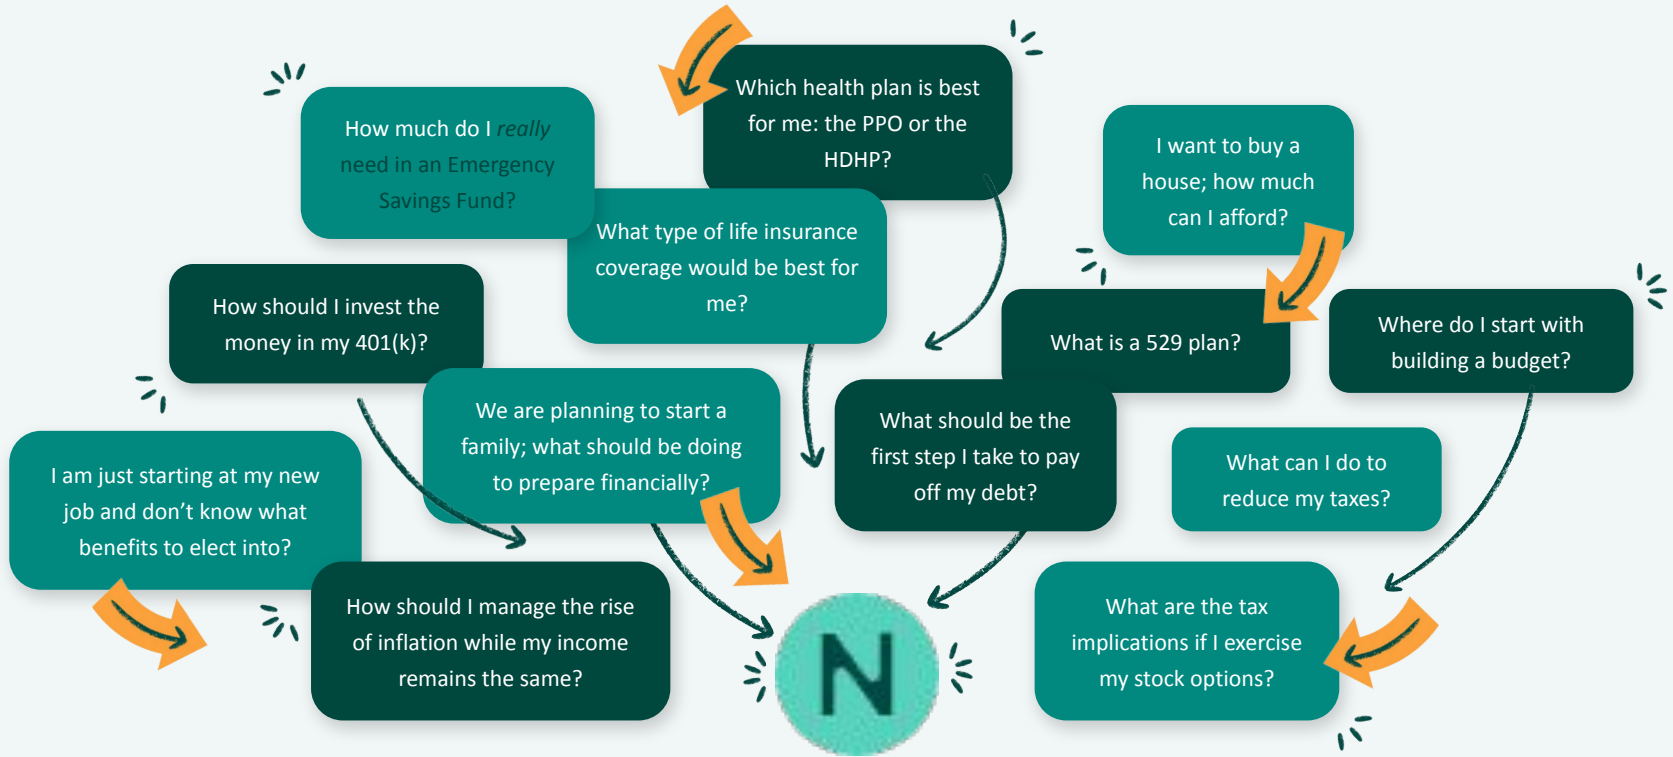 Which health plan is best
for me: the PPO or the
HDHP?
How much do I really
need in an Emergency
Savings Fund?
I want to buy a
house; how much
can I afford?
What type of life insurance
coverage would be best for
me?
How should I invest the
money in my 401(k)?
What is a 529 plan?
Where do I start with
building a budget?
We are planning to start a
family; what should be doing
to prepare financially?
What should be the
first step I take to pay
off my debt?
What can I do to
reduce my taxes?
I am just starting at my new
job and don’t know what
benefits to elect into?
How should I manage the rise
of inflation while my income
remains the same?
N
What are the tax
implications if I exercise
my stock options?